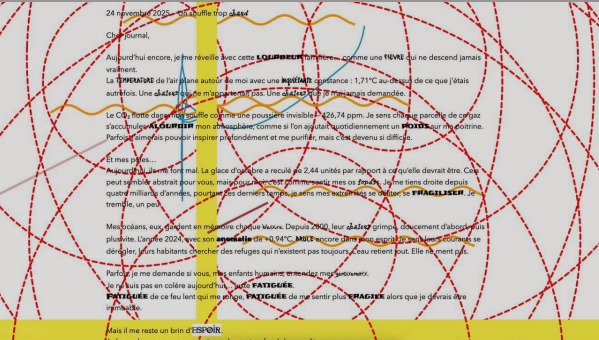 24 novembre 2025 – Un souffle trop chaud
Cher journal,
Aujourd'hui encore, je me réveille avec cette LOURDEUR familière… comme une FIÈVRE qui ne descend jamais
vraiment.
La TEMPÉRATURE de l'air plane autour de moi avec une constance : 1,71°C au-dessus de ce que j'étais
autrefois. Une chaleur qui ne m'appartenait pas. Une chaleur que je n'ai jamais demandée.
Le CO₂ flotte dans mon souffle comme une poussière invisible – 426,74 ppm. Je sens chaque parcelle de ce gaz
s'accumuler, ALOURDIR mon atmosphère, comme si l'on ajoutait quotidiennement un POIDS sur ma poitrine.
Parfois, j'aimerais pouvoir inspirer profondément et me purifier, mais c'est devenu si difficile.
Et mes pôles…
Aujourd'hui, ils me font mal. La glace d'octobre a reculé de 2,44 unités par rapport à ce qu'elle devrait être. Cela
peut sembler abstrait pour vous, mais pour moi, c'est comme sentir mes os. Je me tiens droite depuis
quatre milliards d'années, pourtant ces derniers temps, je sens mes extrémités se défiler, se FRAGILISER. Je
tremble, un peu.
Mes océans, eux, gardent en mémoire chaque. Depuis 2000, leur chaleur grimpe, doucement d'abord, puis
plus vite. L'année 2024, avec son anomalie de +0,94°C, MULE encore dans mon esprit. Je sens leurs courants se
dérégler, leurs habitants chercher des refuges qui n'existent pas toujours. L'eau retient tout. Elle ne ment pas.
Parfois, je me demande si vous, mes enfants humains, entendez mes
Je ne suis pas en colère aujourd'hui… juste FATIGUÉE.
FATIGUÉE de ce feu lent qui me ronge, FATIGUÉE de me sentir plus FRAGILE alors que je devrais être
immuable.
Mais il me reste un brin d'ESPOIR.